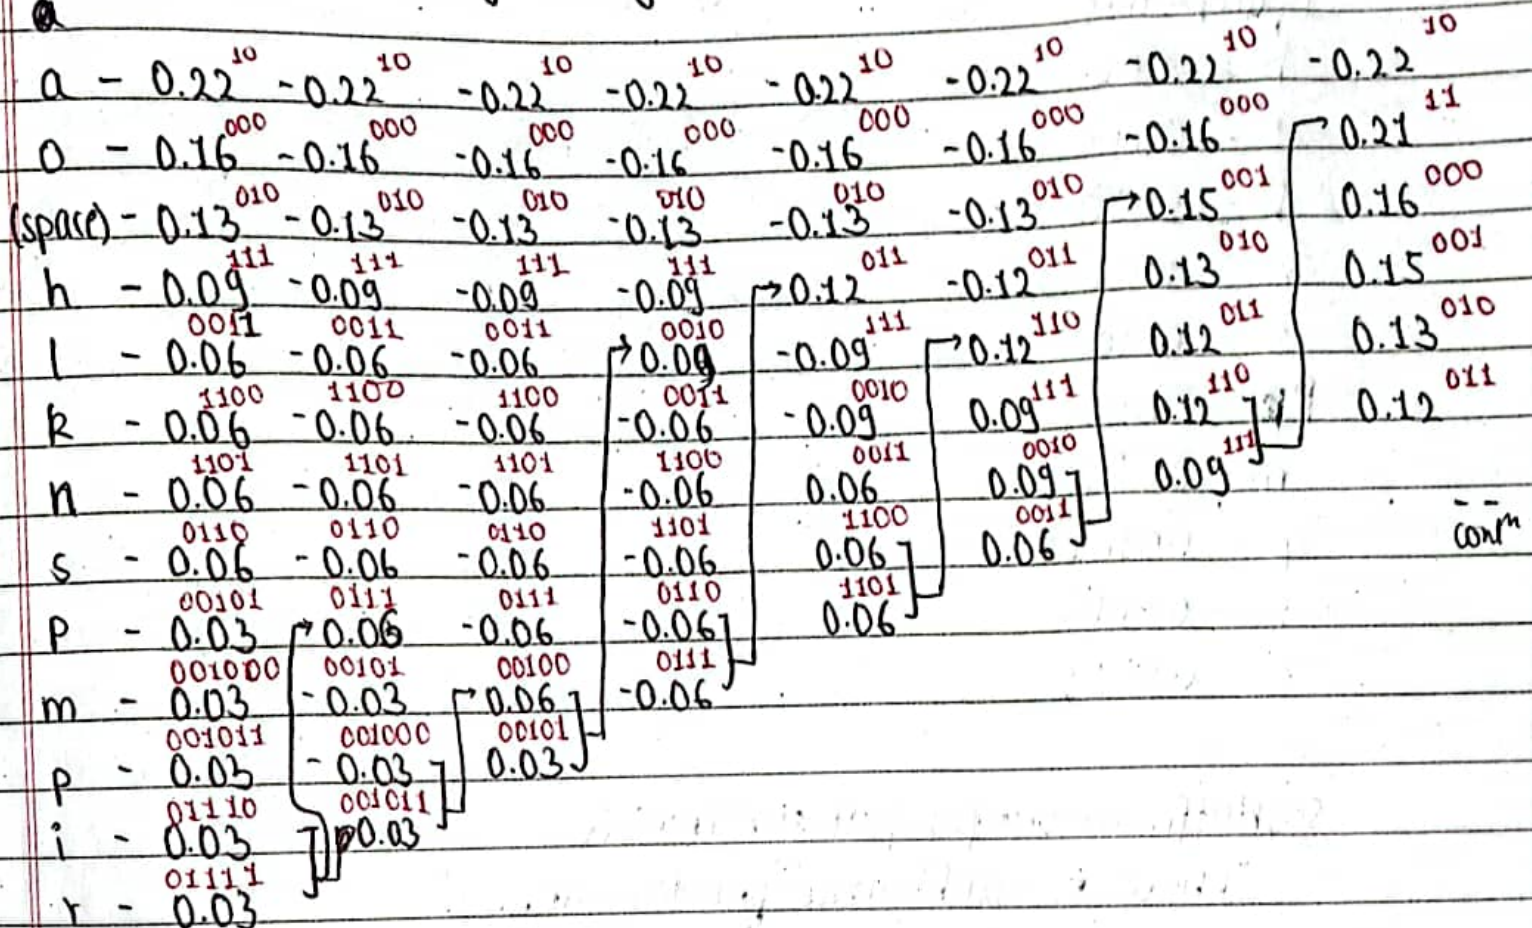 10 10 10 10 10 10 10 10
a - 0.22 -0.22 -0.22 -0.22 -0.22 -0.22 -0.22 -0.22
000 000 000 000 000 000 000 11
o - 0.16 -0.16 -0.16 -0.16 -0.16 -0.16 -0.16 0.21
010 010 010 010 010 010 001 000
(space) - 0.13 -0.13 -0.13 -0.13 -0.13 -0.13 0.15 0.16
111 111 111 111 011 011 010 001
h - 0.09 -0.09 -0.09 -0.09 0.12 -0.12 0.13 0.15
0011 0011 0011 0010 111 110 011 010
l - 0.06 -0.06 -0.06 0.09 -0.09 0.12 0.12 0.13
1100 1100 1100 0011 0010 111 110 011
k - 0.06 -0.06 -0.06 -0.06 -0.09 0.09 0.12 0.12
1101 1101 1101 1100 0011 0010 111
n - 0.06 -0.06 -0.06 -0.06 0.06 0.09 0.09
0110 0110 0110 1101 1100 0011
s - 0.06 -0.06 -0.06 -0.06 0.06 0.06
00101 0111 0111 0110 1101
p - 0.03 0.06 -0.06 -0.06 0.06
001000 00101 00100 0111
m - 0.03 -0.03 0.06 -0.06
001011 001000 00101
p - 0.03 -0.03 0.03
01110 001011
i - 0.03 0.03
01111
r - 0.03